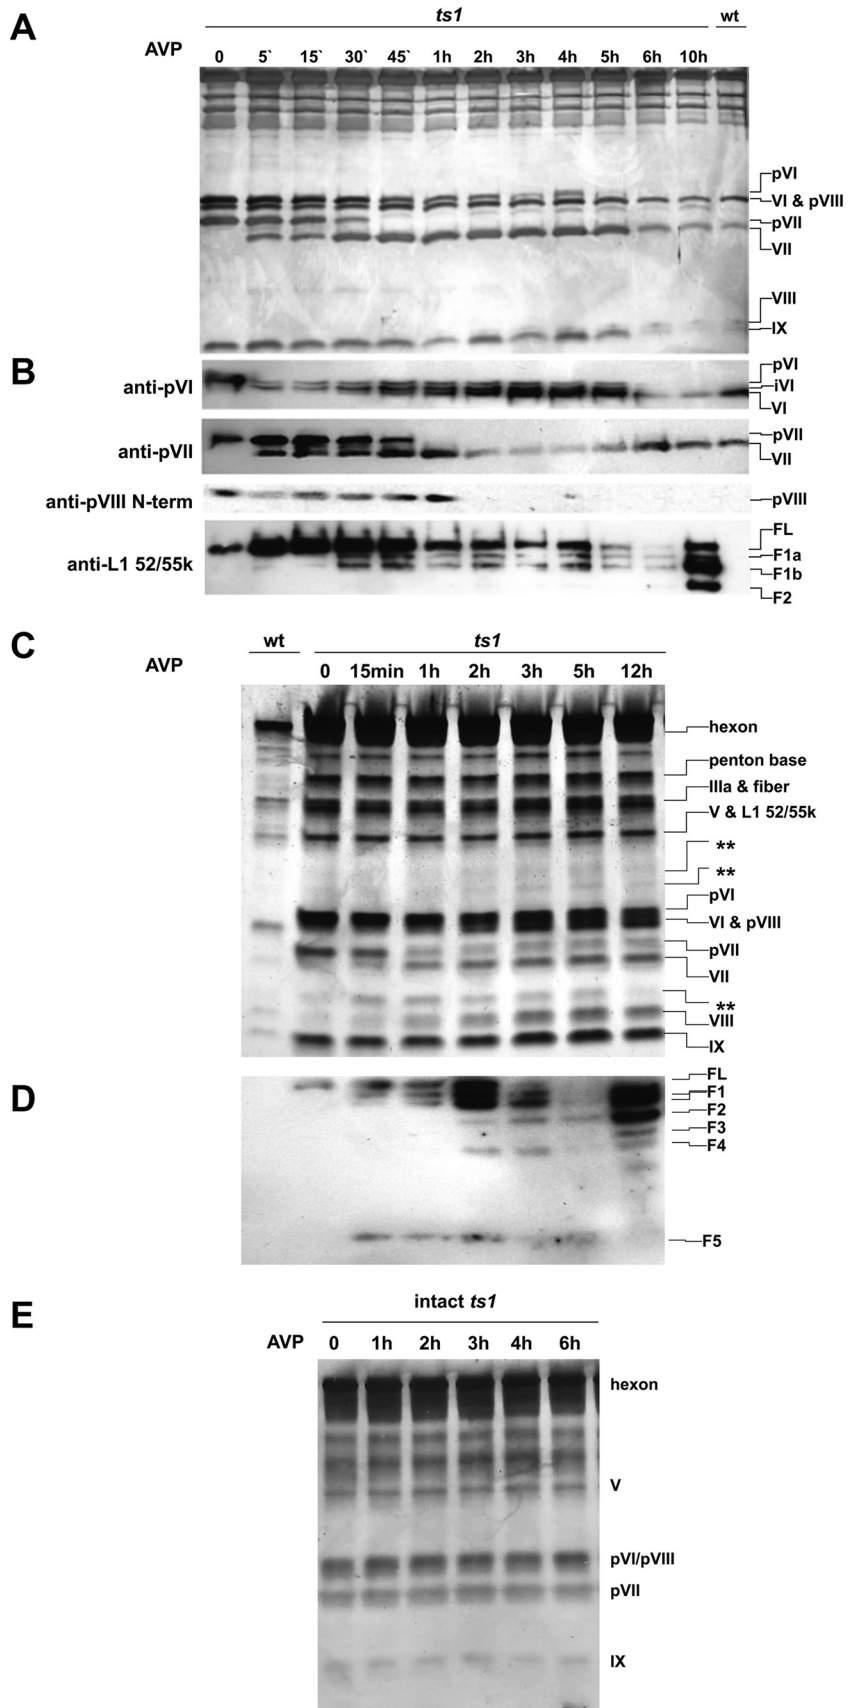 A
ts1
wt
AVP
0 5` 15` 30` 45` 1h 2h 3h 4h 5h 6h 10h
pVI
VI & pVIII
pVII
VII
VIII
IX
B
anti-pVI
pVI
iVI
VI
anti-pVII
pVII
VII
anti-pVIII N-term
pVIII
anti-L1 52/55k
FL
F1a
F1b
F2
C
wt
ts1
AVP
0 15min 1h 2h 3h 5h 12h
hexon
penton base
IIIa & fiber
V & L1 52/55k
**
**
pVI
VI & pVIII
pVII
VII
**
VIII
IX
D
FL
F1
F2
F3
F4
F5
E
intact ts1
AVP 0 1h 2h 3h 4h 6h
hexon
V
pVI/pVIII
pVII
IX